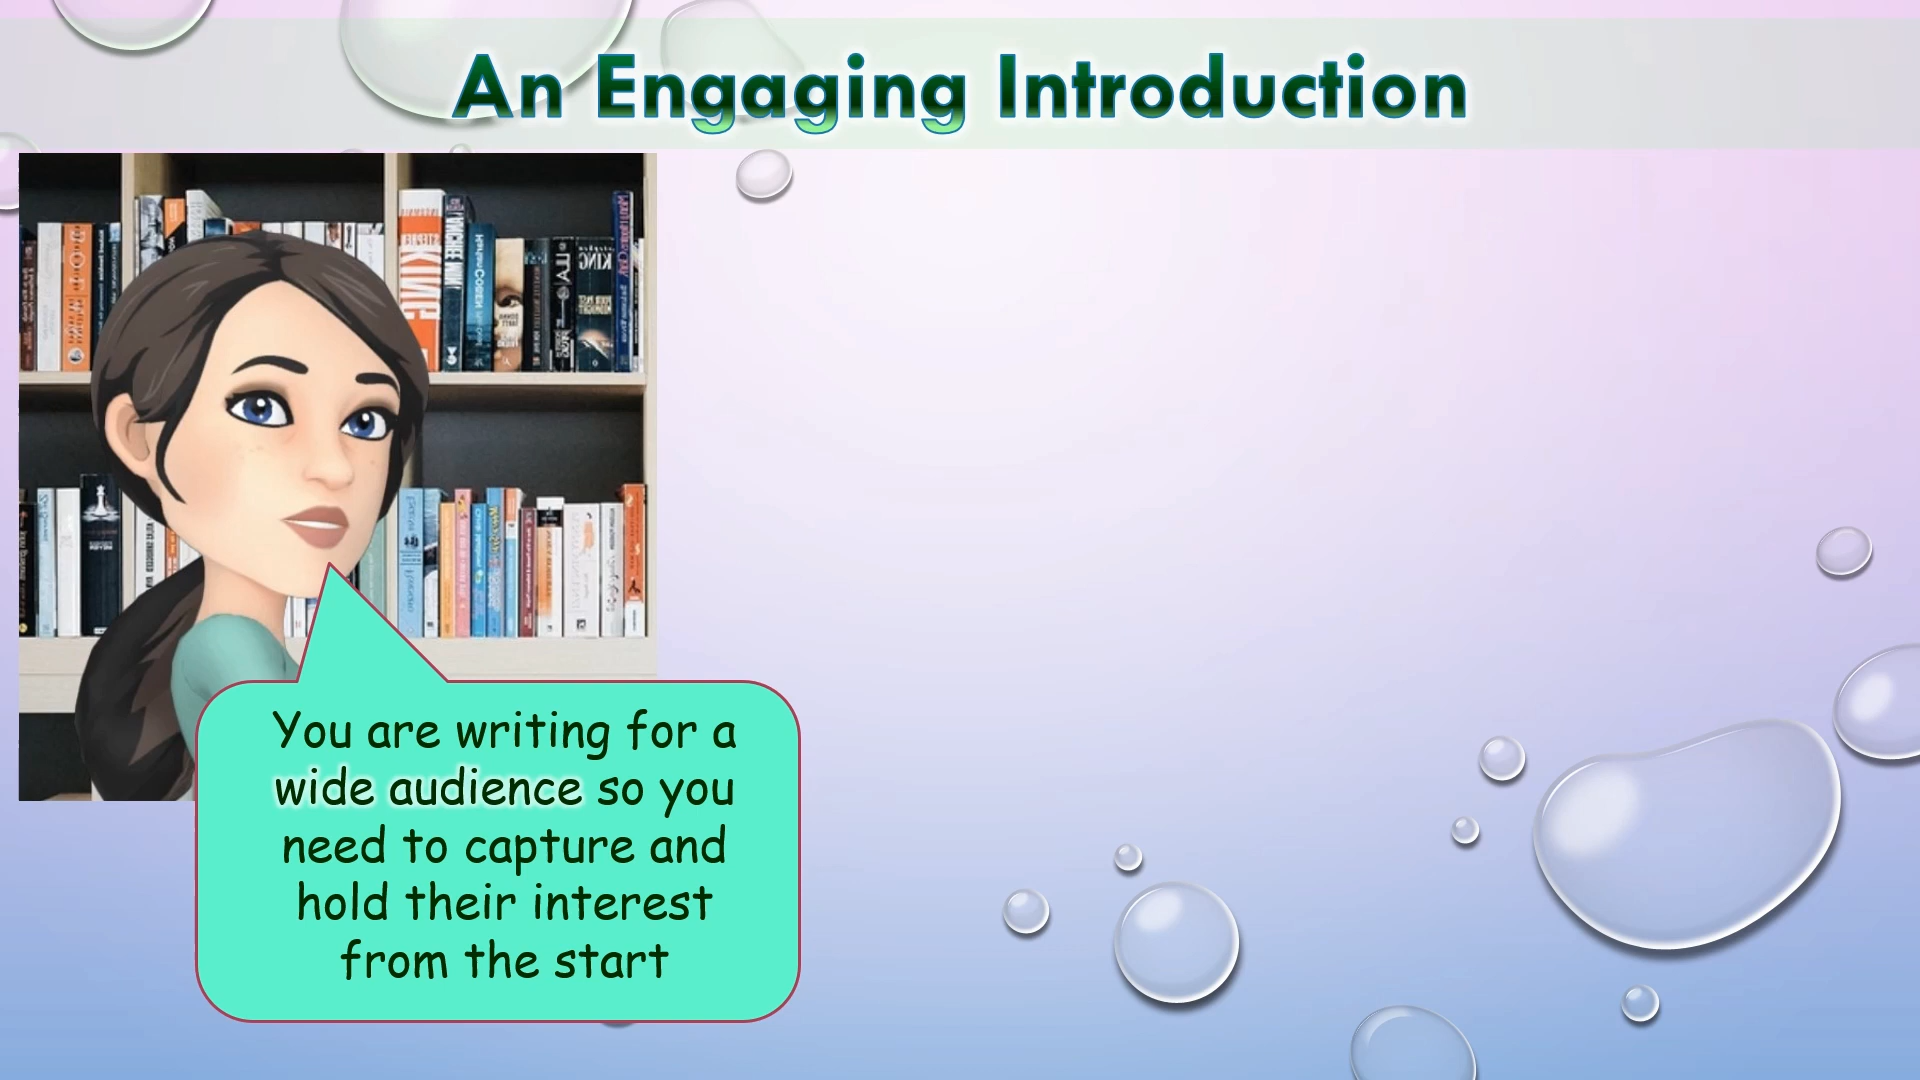 An Engaging Introduction
You are writing for a
wide audience so you
need to capture and
hold their interest
from the start